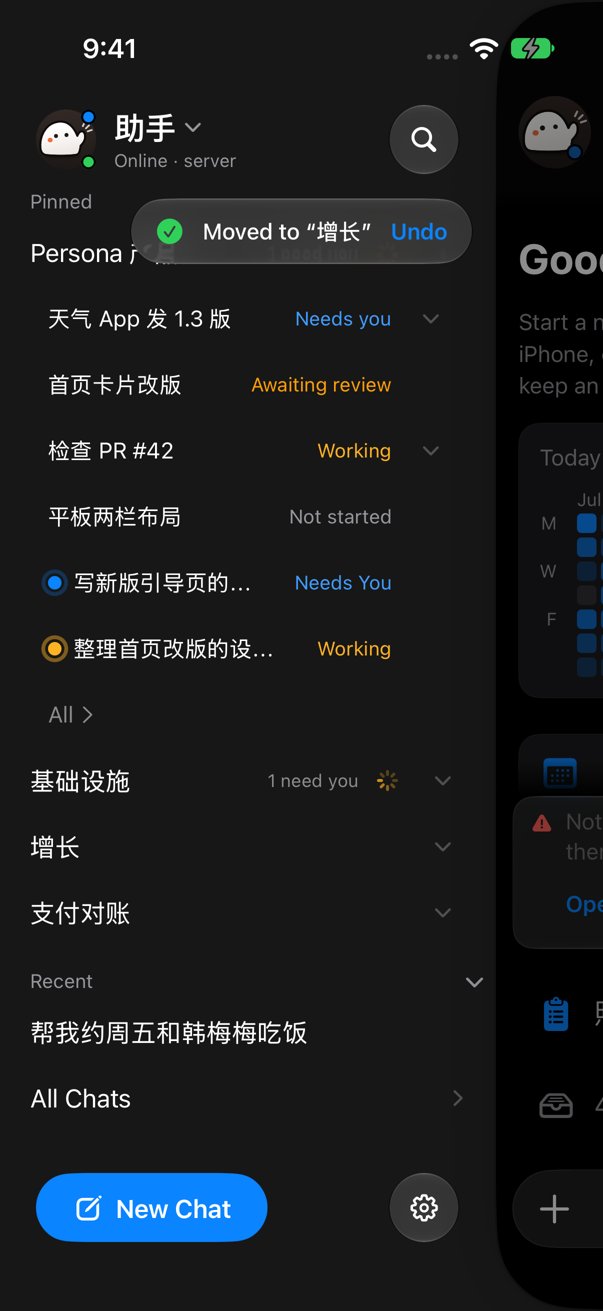 9:41
助手
Online · server
Pinned
Moved to “增长” Undo
Persona
天气 App 发 1.3 版 Needs you
首页卡片改版 Awaiting review
检查 PR #42 Working
平板两栏布局 Not started
写新版引导页的… Needs You
整理首页改版的设… Working
All
基础设施 1 need you
增长
支付对账
Recent
帮我约周五和韩梅梅吃饭
All Chats
New Chat
Good
Start a n
iPhone,
keep an
Today
Jul
M
W
F
Not
ther
Ope